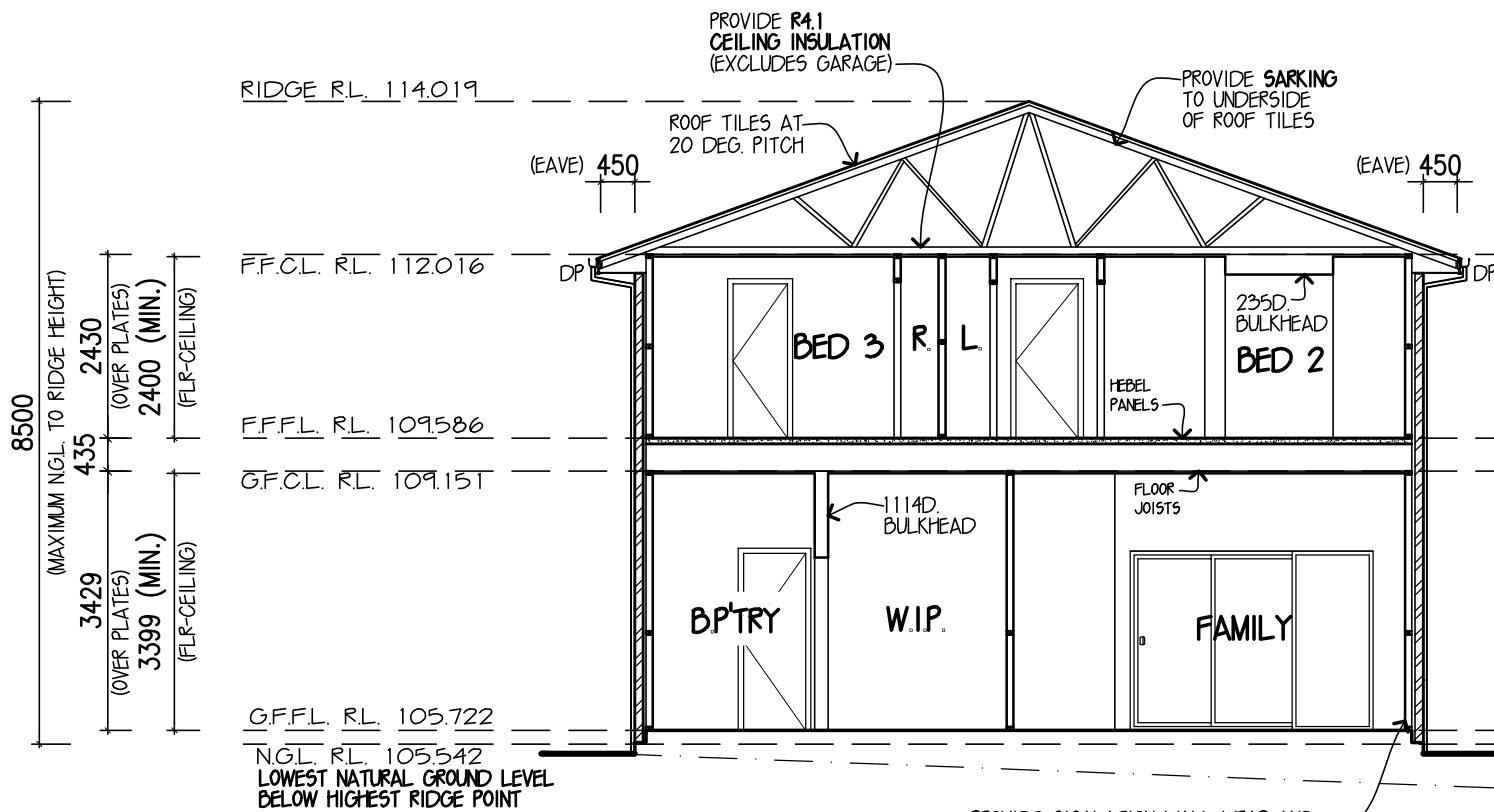 PROVIDE R4.1
CEILING INSULATION
(EXCLUDES GARAGE)
RIDGE R.L. 114.019
PROVIDE SARKING
TO UNDERSIDE
OF ROOF TILES
ROOF TILES AT
20 DEG. PITCH
(EAVE) 450
(EAVE) 450
F.F.C.L. R.L. 112.016
DP
DP
8500
(MAXIMUM N.G.L. TO RIDGE HEIGHT)
2430
(OVER PLATES)
2400 (MIN.)
(FLR-CEILING)
235D.
BULKHEAD
BED 3
R.
L.
BED 2
HEBEL
PANELS
F.F.F.L. R.L. 109.586
435
G.F.C.L. R.L. 109.151
FLOOR
JOISTS
1114D.
BULKHEAD
3429
(OVER PLATES)
3399 (MIN.)
(FLR-CEILING)
B.P'TRY
W.I.P.
FAMILY
G.F.F.L. R.L. 105.722
N.G.L. R.L. 105.542
LOWEST NATURAL GROUND LEVEL
BELOW HIGHEST RIDGE POINT